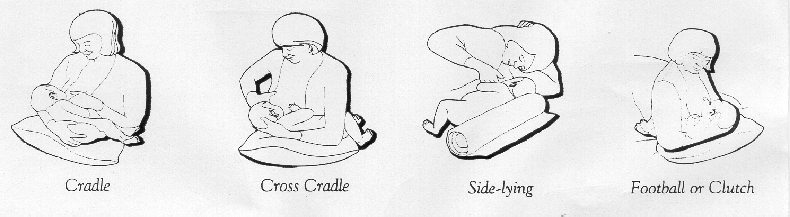 Cradle
Cross Cradle
Side-lying
Football or Clutch